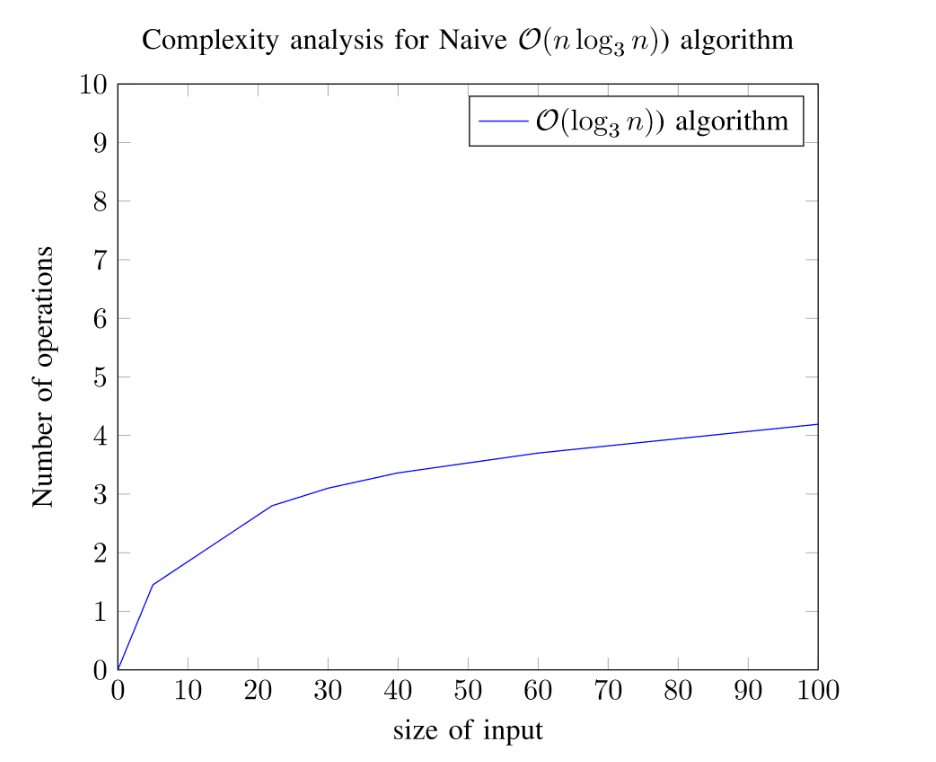 Complexity analysis for Naive 𝒪(n log₃ n)) algorithm
𝒪(log₃ n)) algorithm
10
9
8
7
6
5
4
3
2
1
0
Number of operations
0 10 20 30 40 50 60 70 80 90 100
size of input